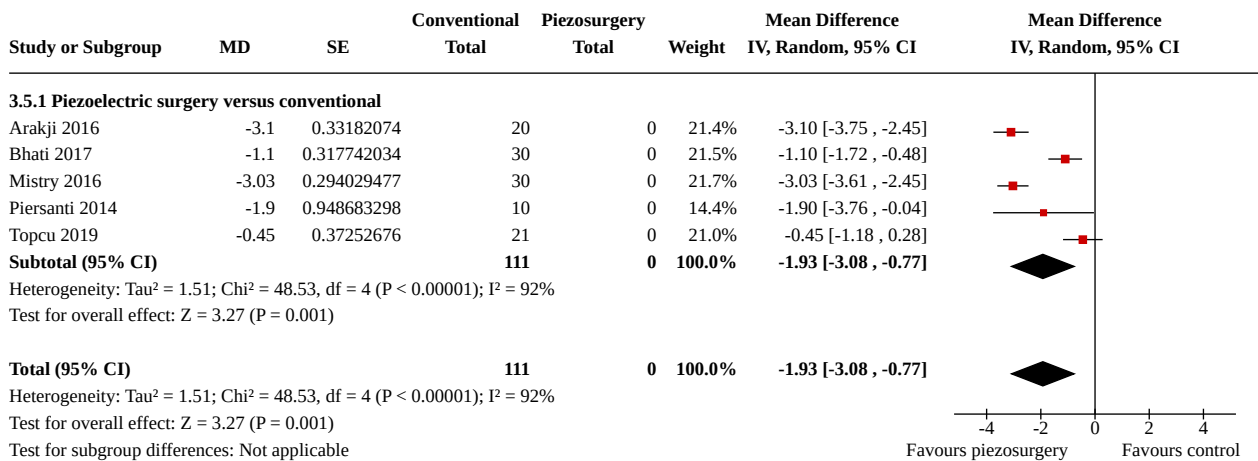 Conventional Piezosurgery Mean Difference Mean Difference
Study or Subgroup MD SE Total Total Weight IV, Random, 95% CI IV, Random, 95% CI
3.5.1 Piezoelectric surgery versus conventional
Arakji 2016 -3.1 0.33182074 20 0 21.4% -3.10 [-3.75 , -2.45]
Bhati 2017 -1.1 0.317742034 30 0 21.5% -1.10 [-1.72 , -0.48]
Mistry 2016 -3.03 0.294029477 30 0 21.7% -3.03 [-3.61 , -2.45]
Piersanti 2014 -1.9 0.948683298 10 0 14.4% -1.90 [-3.76 , -0.04]
Topcu 2019 -0.45 0.37252676 21 0 21.0% -0.45 [-1.18 , 0.28]
Subtotal (95% CI) 111 0 100.0% -1.93 [-3.08 , -0.77]
Heterogeneity: Tau² = 1.51; Chi² = 48.53, df = 4 (P < 0.00001); I² = 92%
Test for overall effect: Z = 3.27 (P = 0.001)
Total (95% CI) 111 0 100.0% -1.93 [-3.08 , -0.77]
Heterogeneity: Tau² = 1.51; Chi² = 48.53, df = 4 (P < 0.00001); I² = 92%
Test for overall effect: Z = 3.27 (P = 0.001) -4 -2 0 2 4
Test for subgroup differences: Not applicable Favours piezosurgery Favours control